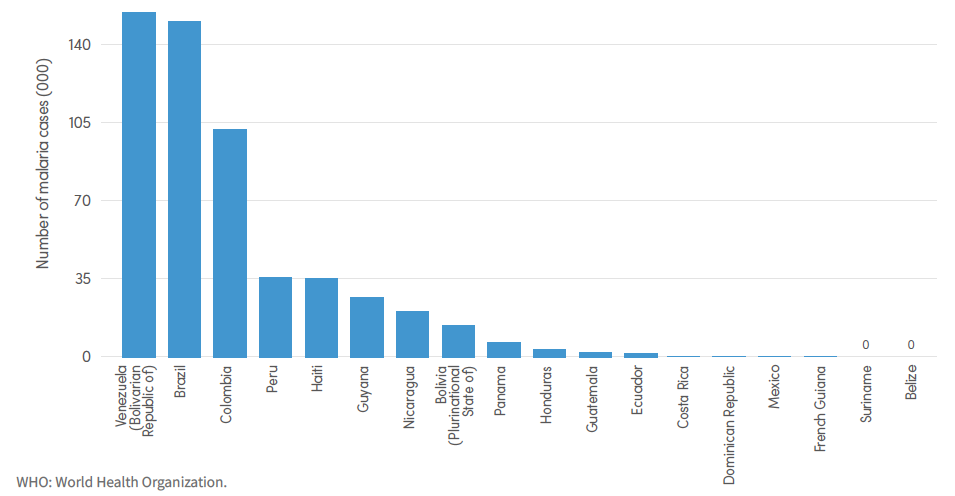 Number of malaria cases (000)
140
105
70
35
0
0
0
Venezuela
(Bolivarian
Republic of)
Brazil
Colombia
Peru
Haiti
Guyana
Nicaragua
Bolivia
(Plurinational
State of)
Panama
Honduras
Guatemala
Ecuador
Costa Rica
Dominican Republic
Mexico
French Guiana
Suriname
Belize
WHO: World Health Organization.